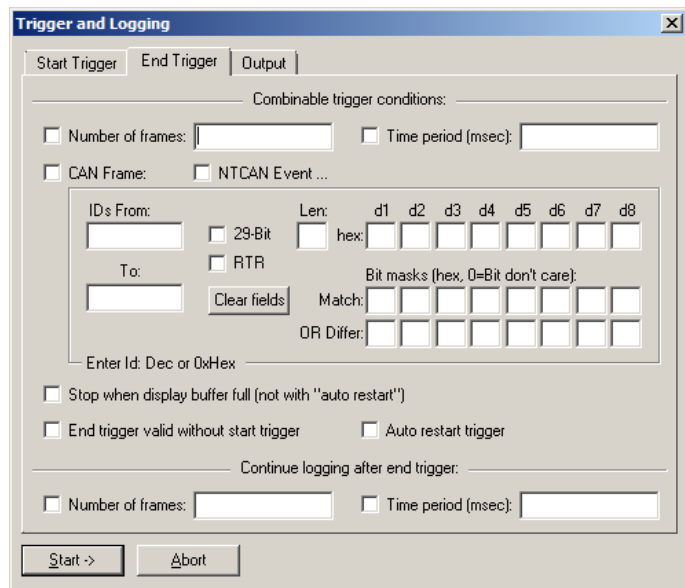 Trigger and Logging
Start Trigger End Trigger Output
Combinable trigger conditions:
Number of frames: Time period (msec):
CAN Frame: NTCAN Event ...
IDs From: Len: d1 d2 d3 d4 d5 d6 d7 d8
29-Bit hex:
To: RTR
Bit masks (hex, 0=Bit don't care):
Clear fields Match:
OR Differ:
Enter Id: Dec or 0xHex
Stop when display buffer full (not with "auto restart")
End trigger valid without start trigger Auto restart trigger
Continue logging after end trigger:
Number of frames: Time period (msec):
Start -> Abort